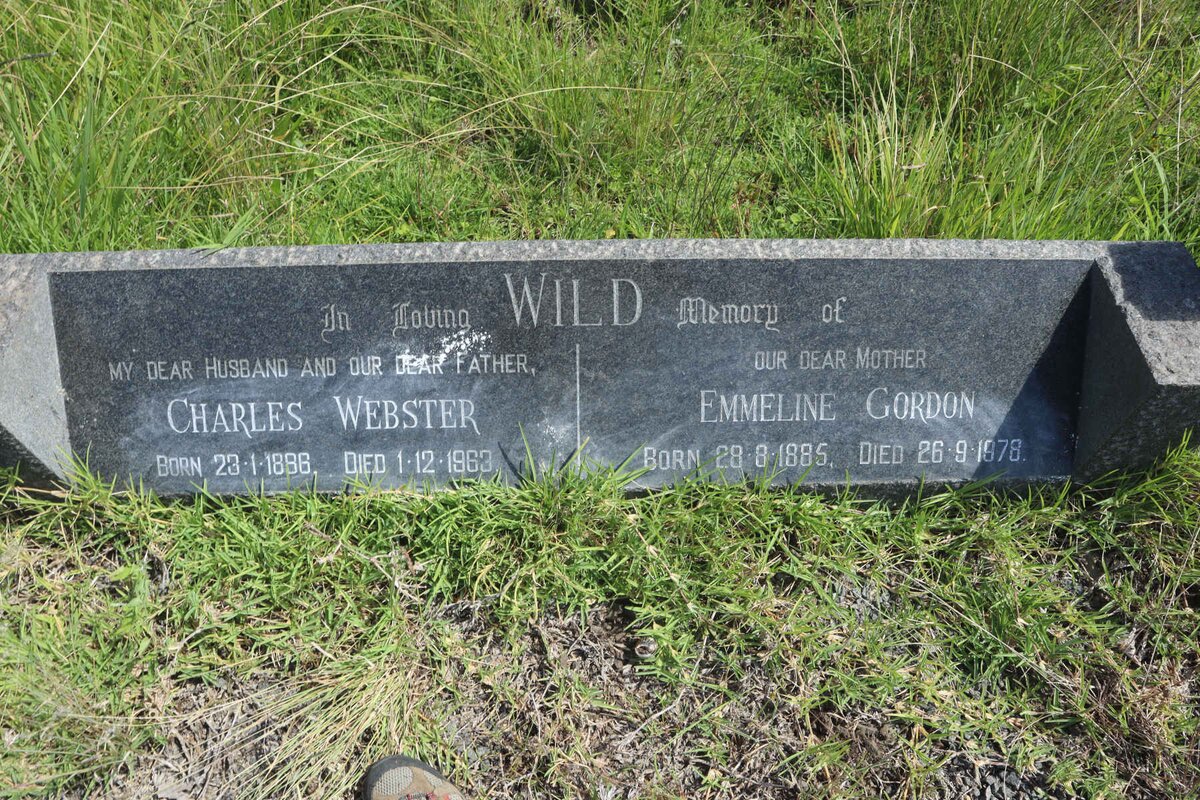 WILD
In Loving Memory of
MY DEAR HUSBAND AND OUR DEAR FATHER,
CHARLES WEBSTER
BORN 23·1·1886, DIED 1·12·1963
OUR DEAR MOTHER
EMMELINE GORDON
BORN 28·8·1885, DIED 26·9·1978.